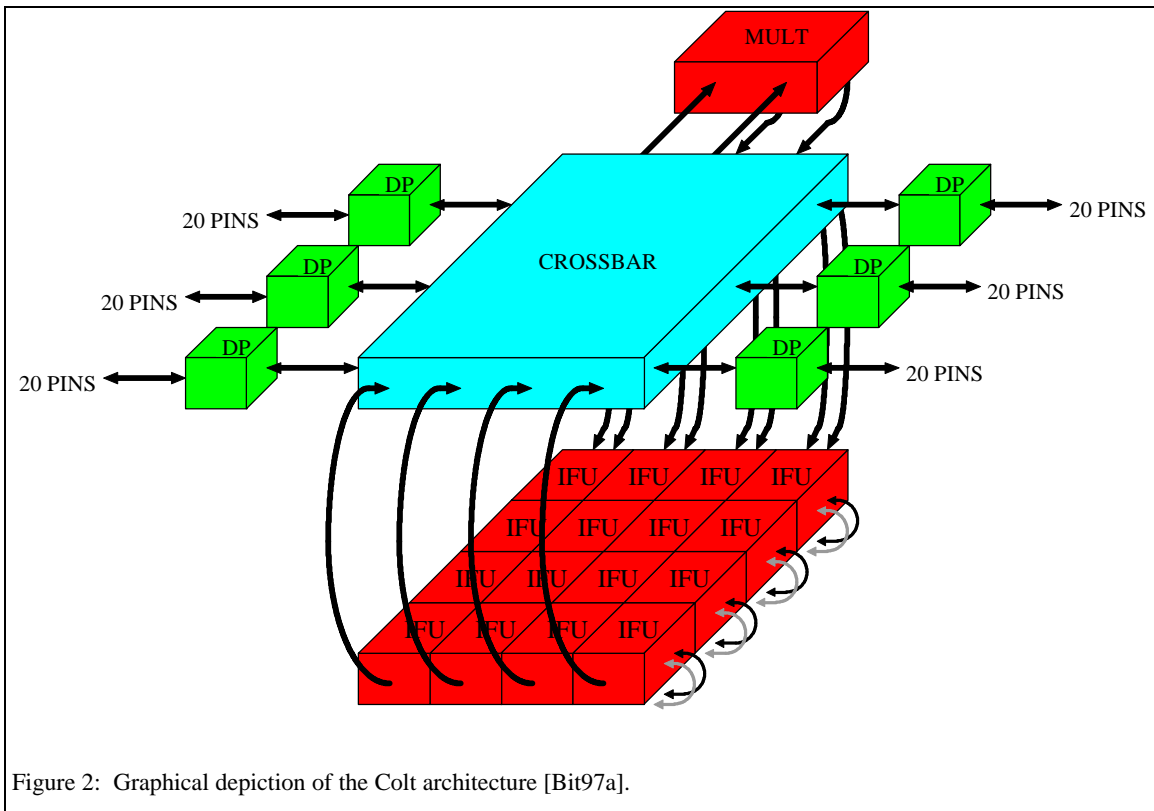 MULT
DP
DP
20 PINS
20 PINS
CROSSBAR
DP
DP
20 PINS
20 PINS
DP
DP
20 PINS
20 PINS
IFU IFU IFU IFU
IFU IFU IFU IFU
IFU IFU IFU IFU
IFU IFU IFU IFU
Figure 2: Graphical depiction of the Colt architecture [Bit97a].